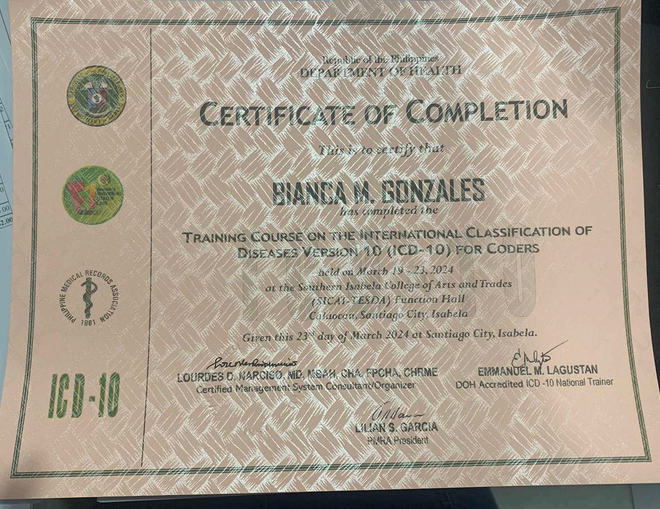 Republic of the Philippines
DEPARTMENT OF HEALTH
CERTIFICATE OF COMPLETION
This is to certify that
BIANCA M. GONZALES
has completed the
TRAINING COURSE ON THE INTERNATIONAL CLASSIFICATION OF
DISEASES VERSION 10 (ICD-10) FOR CODERS
held on March 19 - 23, 2024
at the Southern Isabela College of Arts and Trades
(SICAT-TESDA) Function Hall
Calaocan, Santiago City, Isabela
Given this 23rd day of March 2024 at Santiago City, Isabela.
LOURDES D. NARCISO, MD, MBAH, CHA, FPCHA, CHRME
Certified Management System Consultant/Organizer
EMMANUEL M. LAGUSTAN
DOH Accredited ICD -10 National Trainer
LILIAN S. GARCIA
PMRA President
PHILIPPINE MEDICAL RECORDS ASSOCIATION 1981
ICD-10